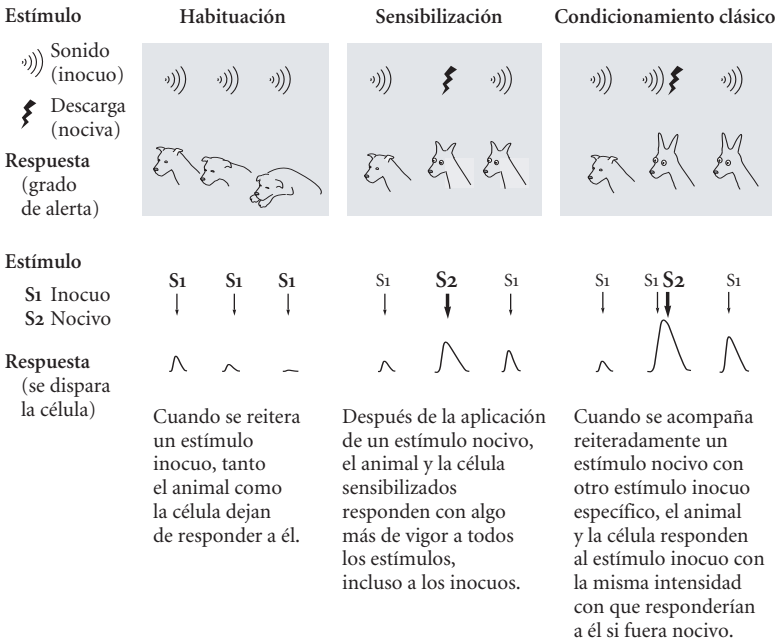 Estímulo
Habituación
Sensibilización
Condicionamiento clásico
Sonido
(inocuo)
Descarga
(nociva)
Respuesta
(grado
de alerta)
Estímulo
S1 Inocuo
S2 Nocivo
S1 S1 S1
S1 S2 S1
S1 S1 S2 S1
Respuesta
(se dispara
la célula)
Cuando se reitera
un estímulo
inocuo, tanto
el animal como
la célula dejan
de responder a él.
Después de la aplicación
de un estímulo nocivo,
el animal y la célula
sensibilizados
responden con algo
más de vigor a todos
los estímulos,
incluso a los inocuos.
Cuando se acompaña
reiteradamente un
estímulo nocivo con
otro estímulo inocuo
específico, el animal
y la célula responden
al estímulo inocuo con
la misma intensidad
con que responderían
a él si fuera nocivo.